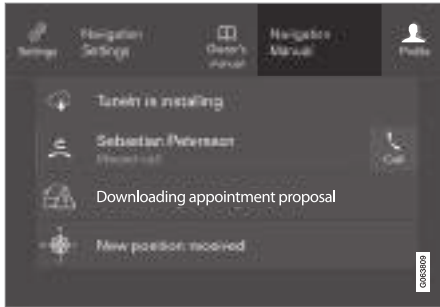 Settings
Navigation
Settings
Owner's
manual
Navigation
Manual
Profile
TuneIn is installing
Sebastian Peterson
Missed call
Call
Downloading appointment proposal
New position received
G063809